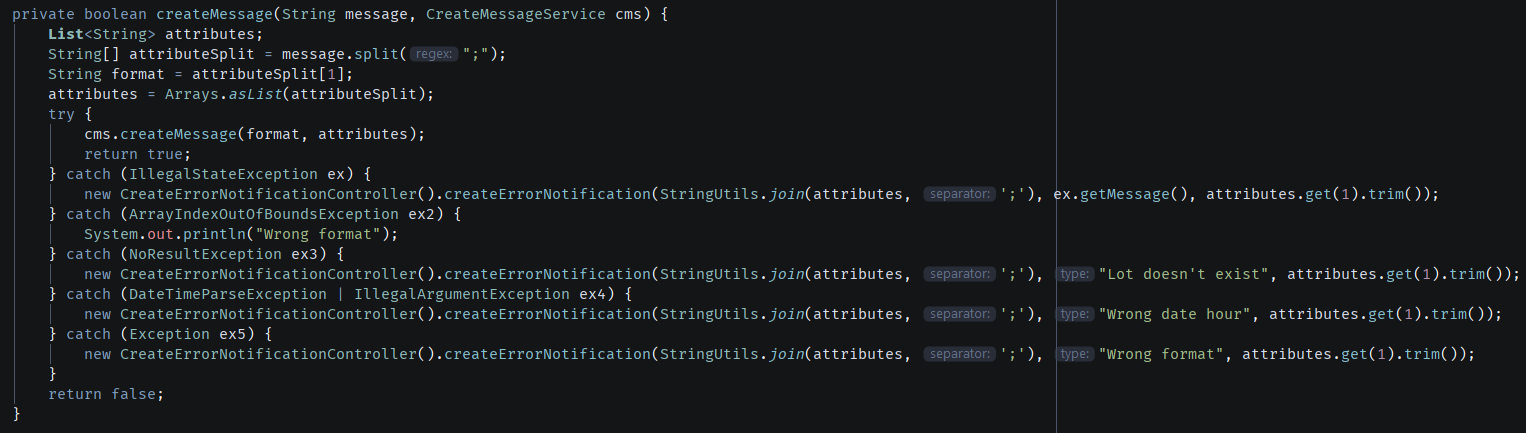 private boolean createMessage(String message, CreateMessageService cms) {
    List<String> attributes;
    String[] attributeSplit = message.split( regex: ";");
    String format = attributeSplit[1];
    attributes = Arrays.asList(attributeSplit);
    try {
        cms.createMessage(format, attributes);
        return true;
    } catch (IllegalStateException ex) {
        new CreateErrorNotificationController().createErrorNotification(StringUtils.join(attributes, separator: ';'), ex.getMessage(), attributes.get(1).trim());
    } catch (ArrayIndexOutOfBoundsException ex2) {
        System.out.println("Wrong format");
    } catch (NoResultException ex3) {
        new CreateErrorNotificationController().createErrorNotification(StringUtils.join(attributes, separator: ';'), type: "Lot doesn't exist", attributes.get(1).trim());
    } catch (DateTimeParseException | IllegalArgumentException ex4) {
        new CreateErrorNotificationController().createErrorNotification(StringUtils.join(attributes, separator: ';'), type: "Wrong date hour", attributes.get(1).trim());
    } catch (Exception ex5) {
        new CreateErrorNotificationController().createErrorNotification(StringUtils.join(attributes, separator: ';'), type: "Wrong format", attributes.get(1).trim());
    }
    return false;
}